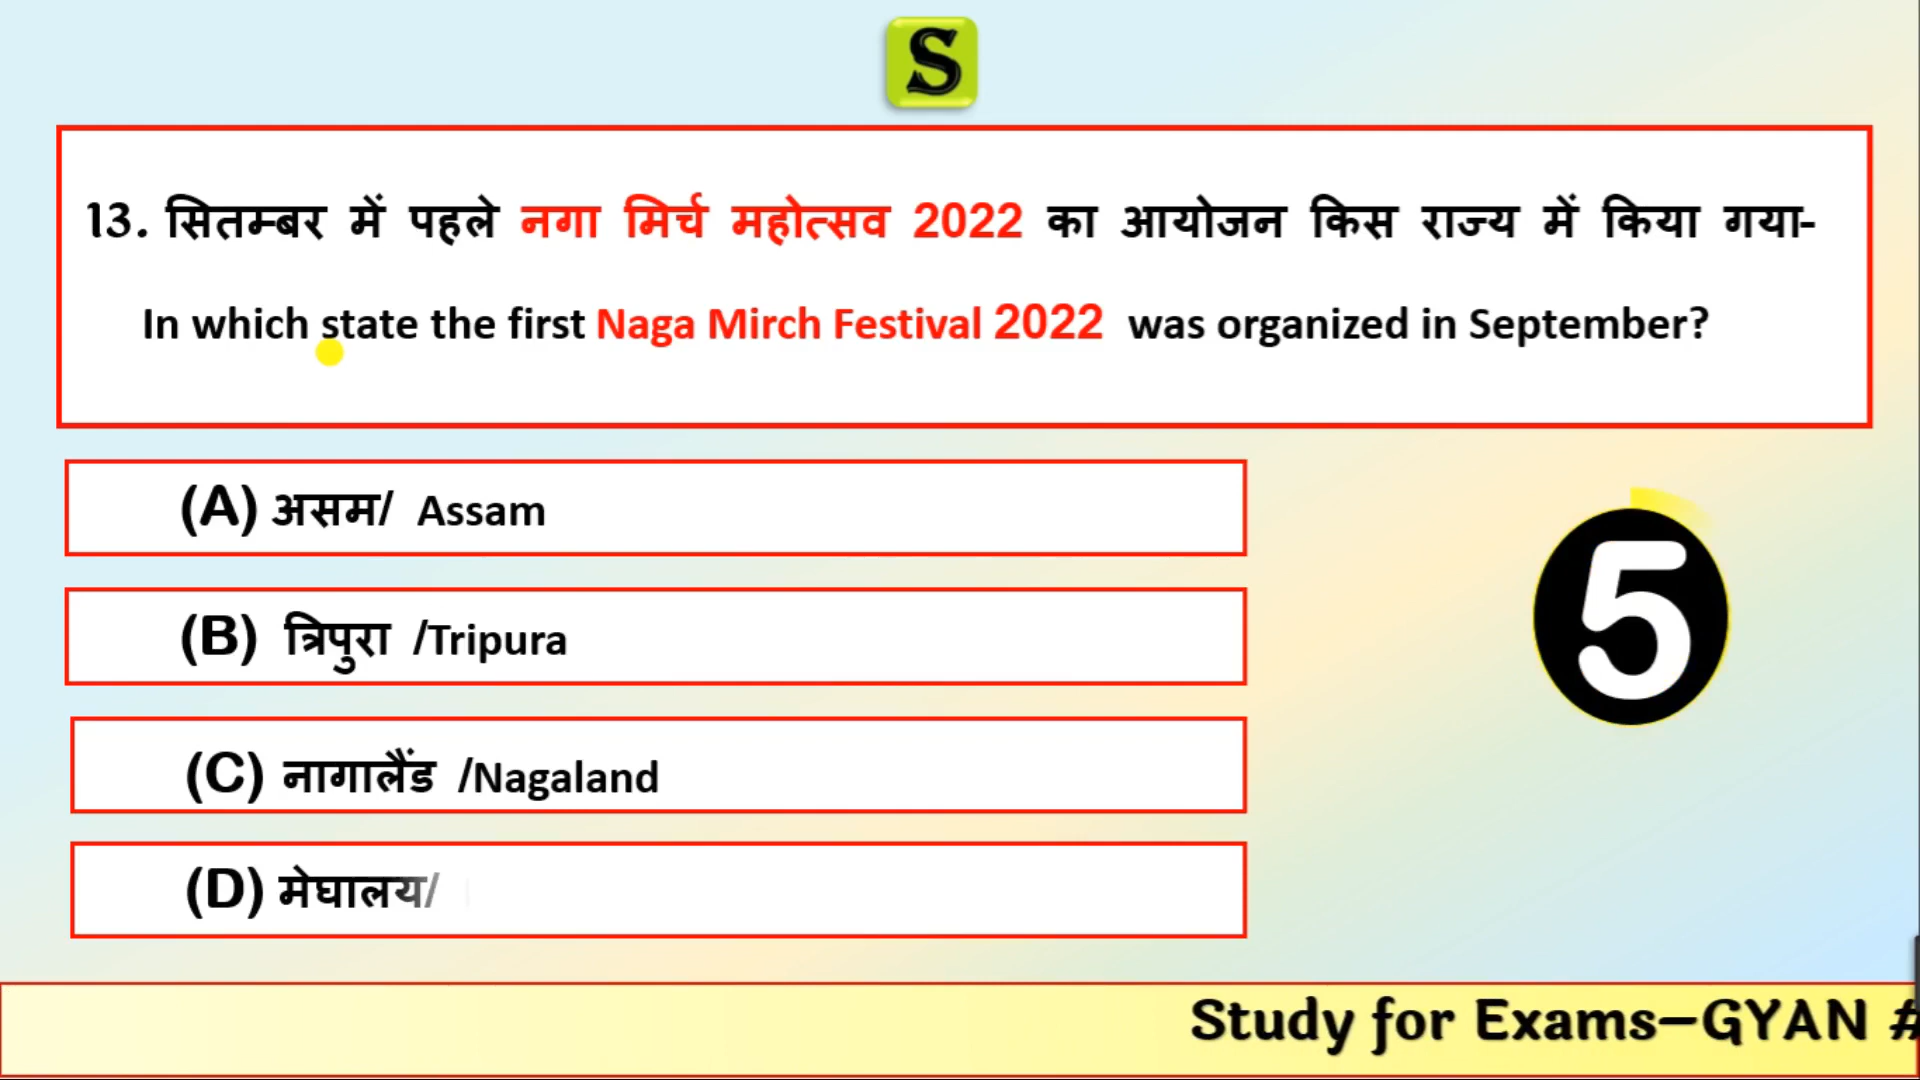 S
13. सितम्बर में पहले नगा मिर्च महोत्सव 2022 का आयोजन किस राज्य में किया गया-
In which state the first Naga Mirch Festival 2022 was organized in September?
(A) असम/ Assam
(B) त्रिपुरा /Tripura
5
(C) नागालैंड /Nagaland
(D) मेघालय/
Study for Exams–GYAN #